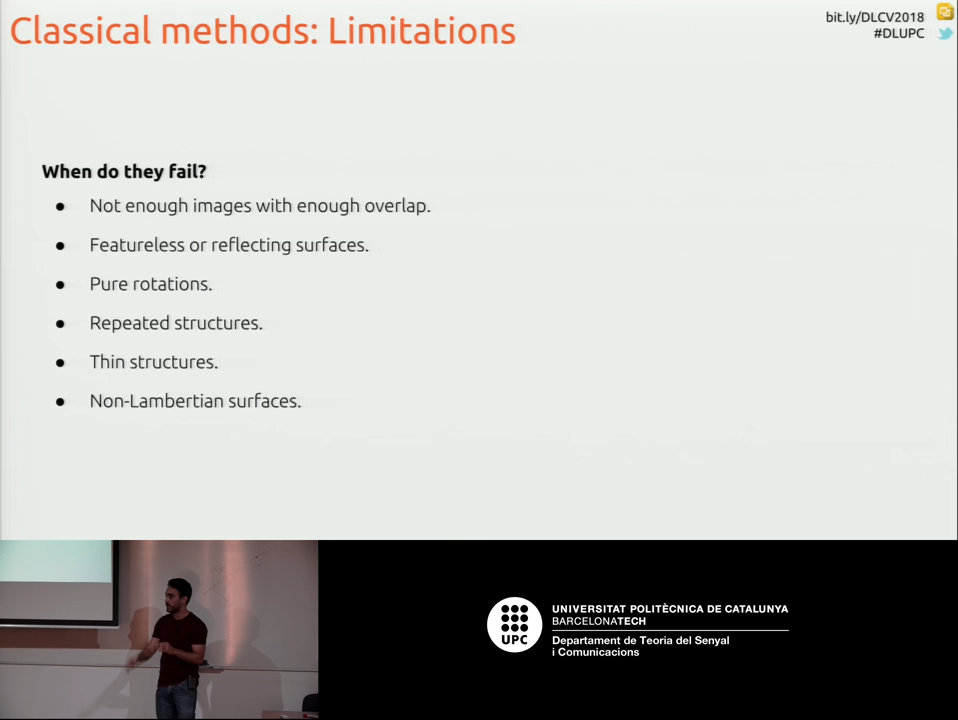 Classical methods: Limitations
bit.ly/DLCV2018
#DLUPC
When do they fail?
● Not enough images with enough overlap.
● Featureless or reflecting surfaces.
● Pure rotations.
● Repeated structures.
● Thin structures.
● Non-Lambertian surfaces.
UPC
UNIVERSITAT POLITÈCNICA DE CATALUNYA
BARCELONATECH
Departament de Teoria del Senyal
i Comunicacions